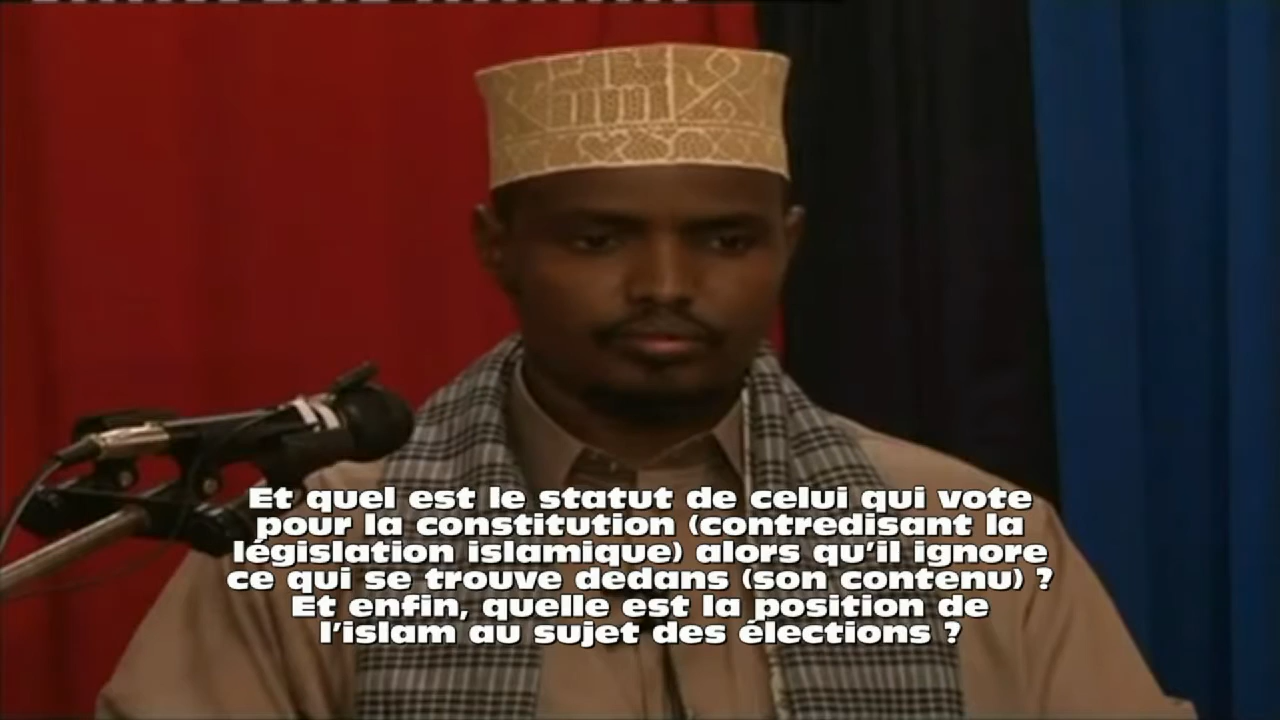 Et quel est le statut de celui qui vote
pour la constitution (contredisant la
législation islamique) alors qu'il ignore
ce qui se trouve dedans (son contenu) ?
Et enfin, quelle est la position de
l'islam au sujet des élections ?